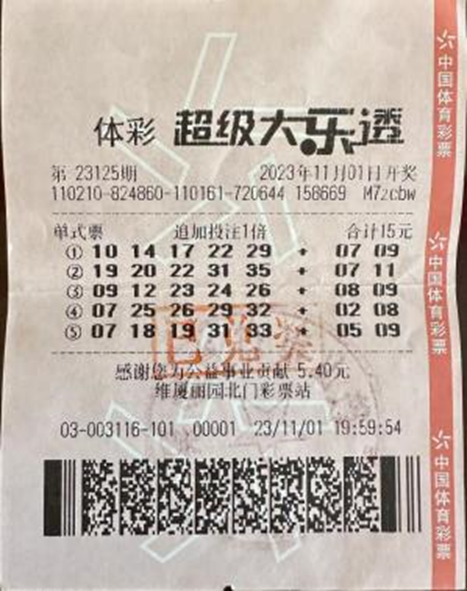 体彩 超级大乐透
第 23125期 2023年11月01日开奖
110210-824860-110161-720644 156669 M7zcbw
单式票 追加投注1倍 合计15元
① 10 14 17 22 29 + 07 09
② 19 20 22 31 35 + 07 11
③ 09 12 23 24 26 + 08 09
④ 07 25 26 29 32 + 02 08
⑤ 07 18 19 31 33 + 05 09
已兑奖
感谢您为公益事业贡献 5.40元
维厦丽园北门彩票站
03-003116-101 00001 23/11/01 19:59:54
中国体育彩票
中国体育彩票
中国体育彩票